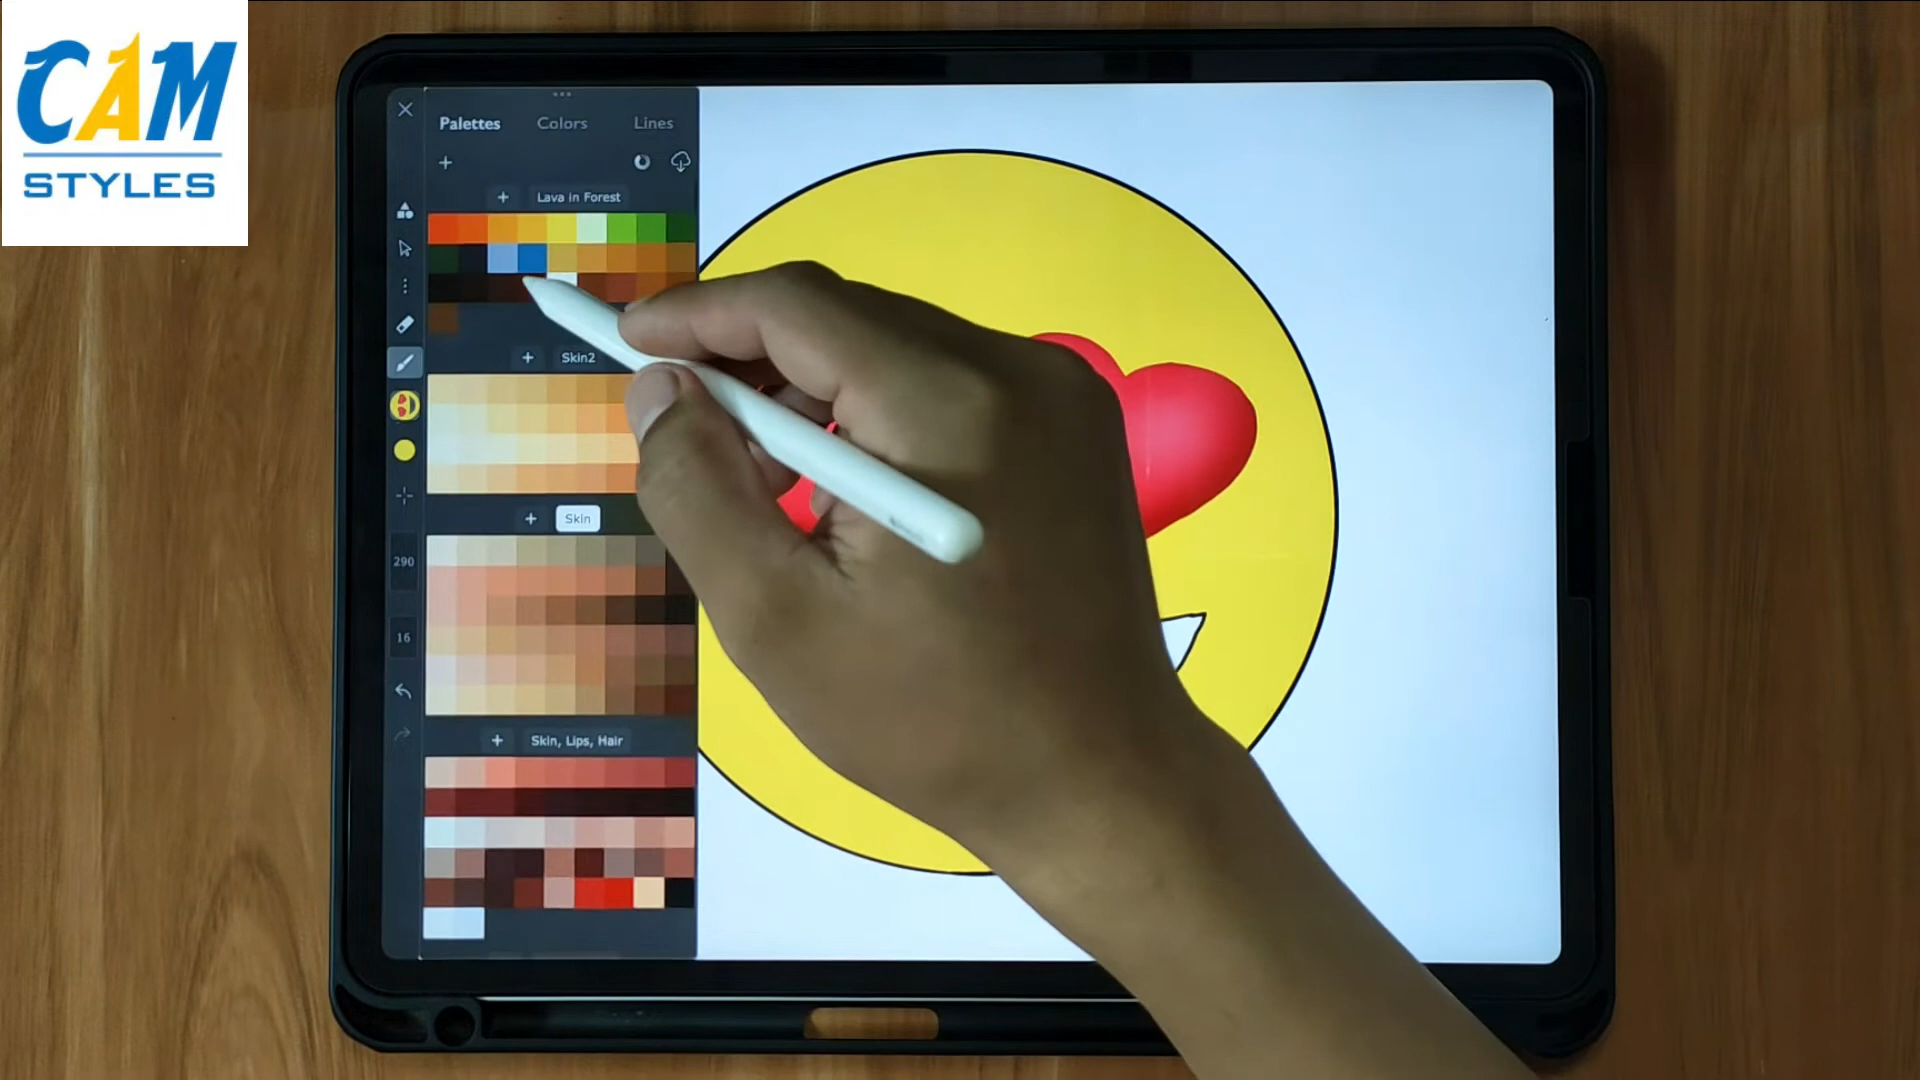 CAM
STYLES
Palettes Colors Lines
Lava in Forest
Skin2
Skin
290
16
Skin, Lips, Hair